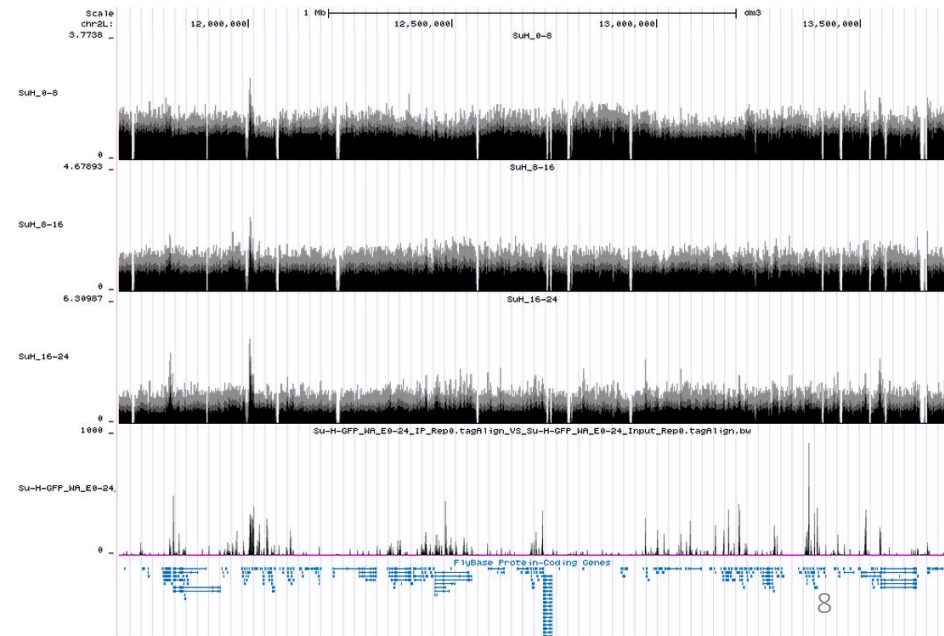 Scale 1 Mb dm3
chr2L: 12,000,000 12,500,000 13,000,000 13,500,000
3.7738 _ SuH_0-8
SuH_0-8
0 _
4.67893 _ SuH_8-16
SuH_8-16
0 _
6.30987 _ SuH_16-24
SuH_16-24
0 _
1000 _ Su-H-GFP_WA_E0-24_IP_Rep0.tagAlign_VS_Su-H-GFP_WA_E0-24_Input_Rep0.tagAlign.bw
Su-H-GFP_WA_E0-24_
0 _
FlyBase Protein-Coding Genes
8